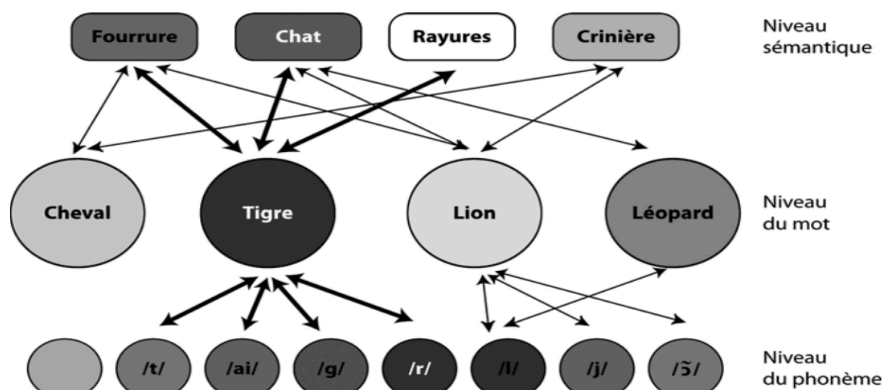 Fourrure
Chat
Rayures
Crinière
Niveau
sémantique
Cheval
Tigre
Lion
Léopard
Niveau
du mot
/t/
/ai/
/g/
/r/
/l/
/j/
/ɔ̃/
Niveau
du phonème